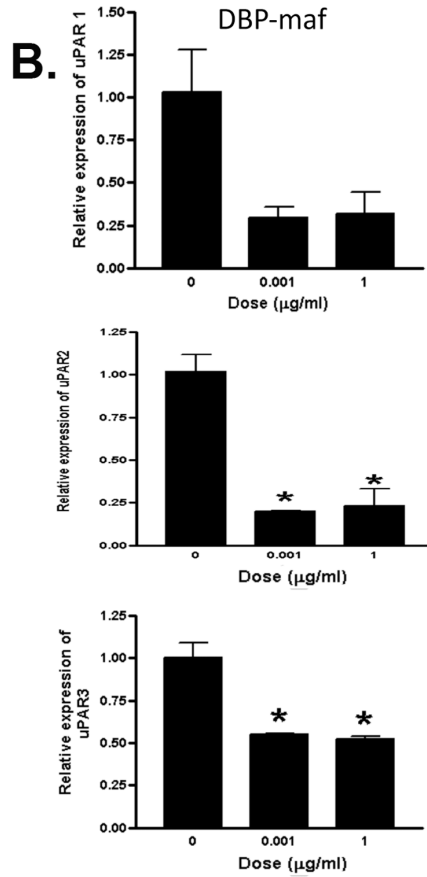 DBP-maf
B.
Relative expression of uPAR 1
1.50
1.25
1.00
0.75
0.50
0.25
0.00
0 0.001 1
Dose (μg/ml)
Relative expression of uPAR2
1.25
1.00
0.75
0.50
0.25
0.00
* *
0 0.001 1
Dose (μg/ml)
Relative expression of
uPAR3
1.25
1.00
0.75
0.50
0.25
0.00
* *
0 0.001 1
Dose (μg/ml)